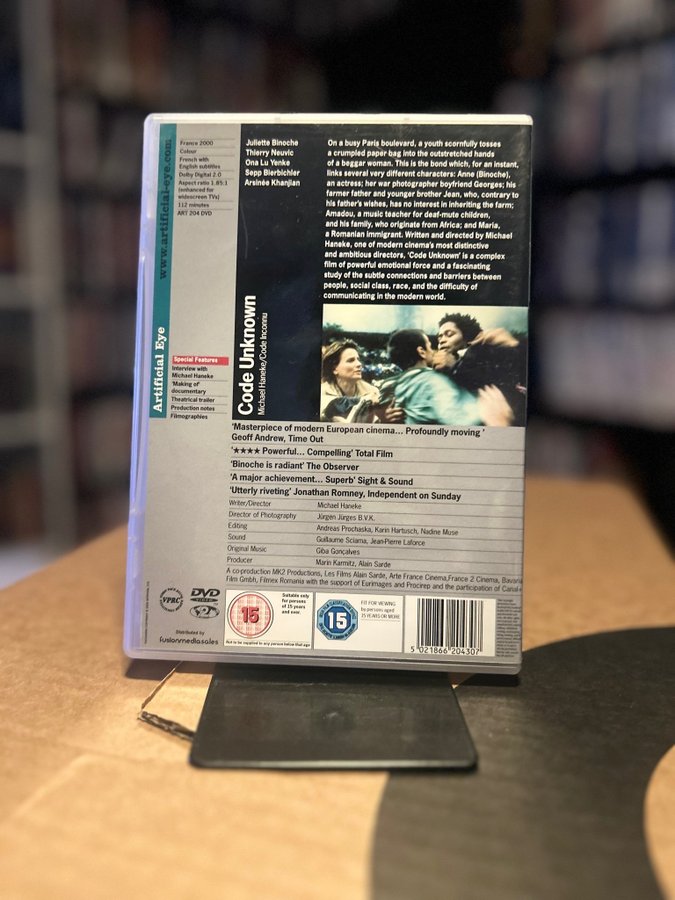 www.artificial-eye.com
Artificial Eye
France 2000
Colour
French with
English subtitles
Dolby Digital 2.0
Aspect ratio 1.85:1
(enhanced for
widescreen TVs)
112 minutes
ART 204 DVD
Special Features
Interview with
Michael Haneke
'Making of'
documentary
Theatrical trailer
Production notes
Filmographies
Juliette Binoche
Thierry Neuvic
Ona Lu Yenke
Sepp Bierbichler
Arsinée Khanjian
Code Unknown
Michael Haneke/Code Inconnu
On a busy Paris boulevard, a youth scornfully tosses
a crumpled paper bag into the outstretched hands
of a beggar woman. This is the bond which, for an instant,
links several very different characters: Anne (Binoche),
an actress; her war photographer boyfriend Georges; his
farmer father and younger brother Jean, who, contrary to
his father's wishes, has no interest in inheriting the farm;
Amadou, a music teacher for deaf-mute children,
and his family, who originate from Africa; and Maria,
a Romanian immigrant. Written and directed by Michael
Haneke, one of modern cinema's most distinctive
and ambitious directors, 'Code Unknown' is a complex
film of powerful emotional force and a fascinating
study of the subtle connections and barriers between
people, social class, race, and the difficulty of
communicating in the modern world.
'Masterpiece of modern European cinema... Profoundly moving'
Geoff Andrew, Time Out
'★★★★ Powerful... Compelling' Total Film
'Binoche is radiant' The Observer
'A major achievement... Superb' Sight & Sound
'Utterly riveting' Jonathan Romney, Independent on Sunday
Writer/Director Michael Haneke
Director of Photography Jürgen Jürges B.V.K.
Editing Andreas Prochaska, Karin Hartusch, Nadine Muse
Sound Guillaume Sciama, Jean-Pierre Laforce
Original Music Giba Gonçalves
Producer Marin Karmitz, Alain Sarde
A co-production MK2 Productions, Les Films Alain Sarde, Arte France Cinema,France 2 Cinema, Bavaria
Film Gmbh, Filmex Romania with the support of Eurimages and Procirep and the participation of Canal+
VPRC
DVD
VIDEO
2
Distributed by
fusionmediasales
15
Suitable only
for persons
of 15 years
and over.
Not to be supplied to any person below that age
15
FIT FOR VIEWING
by persons aged
15 YEARS OR MORE
5 021866 204307